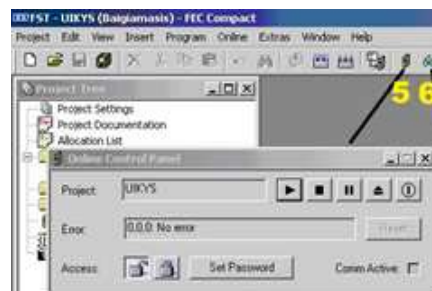 FST - UIKYS (Baigiamasis) - FEC Compact
Project Edit View Insert Program Online Extras Window Help
5 6
Project Tree
Project Settings
Project Documentation
Allocation List
Online Control Panel
Project: UIKYS
Error: 0.0.0: No error
Reset
Access: Set Password Comm Active: